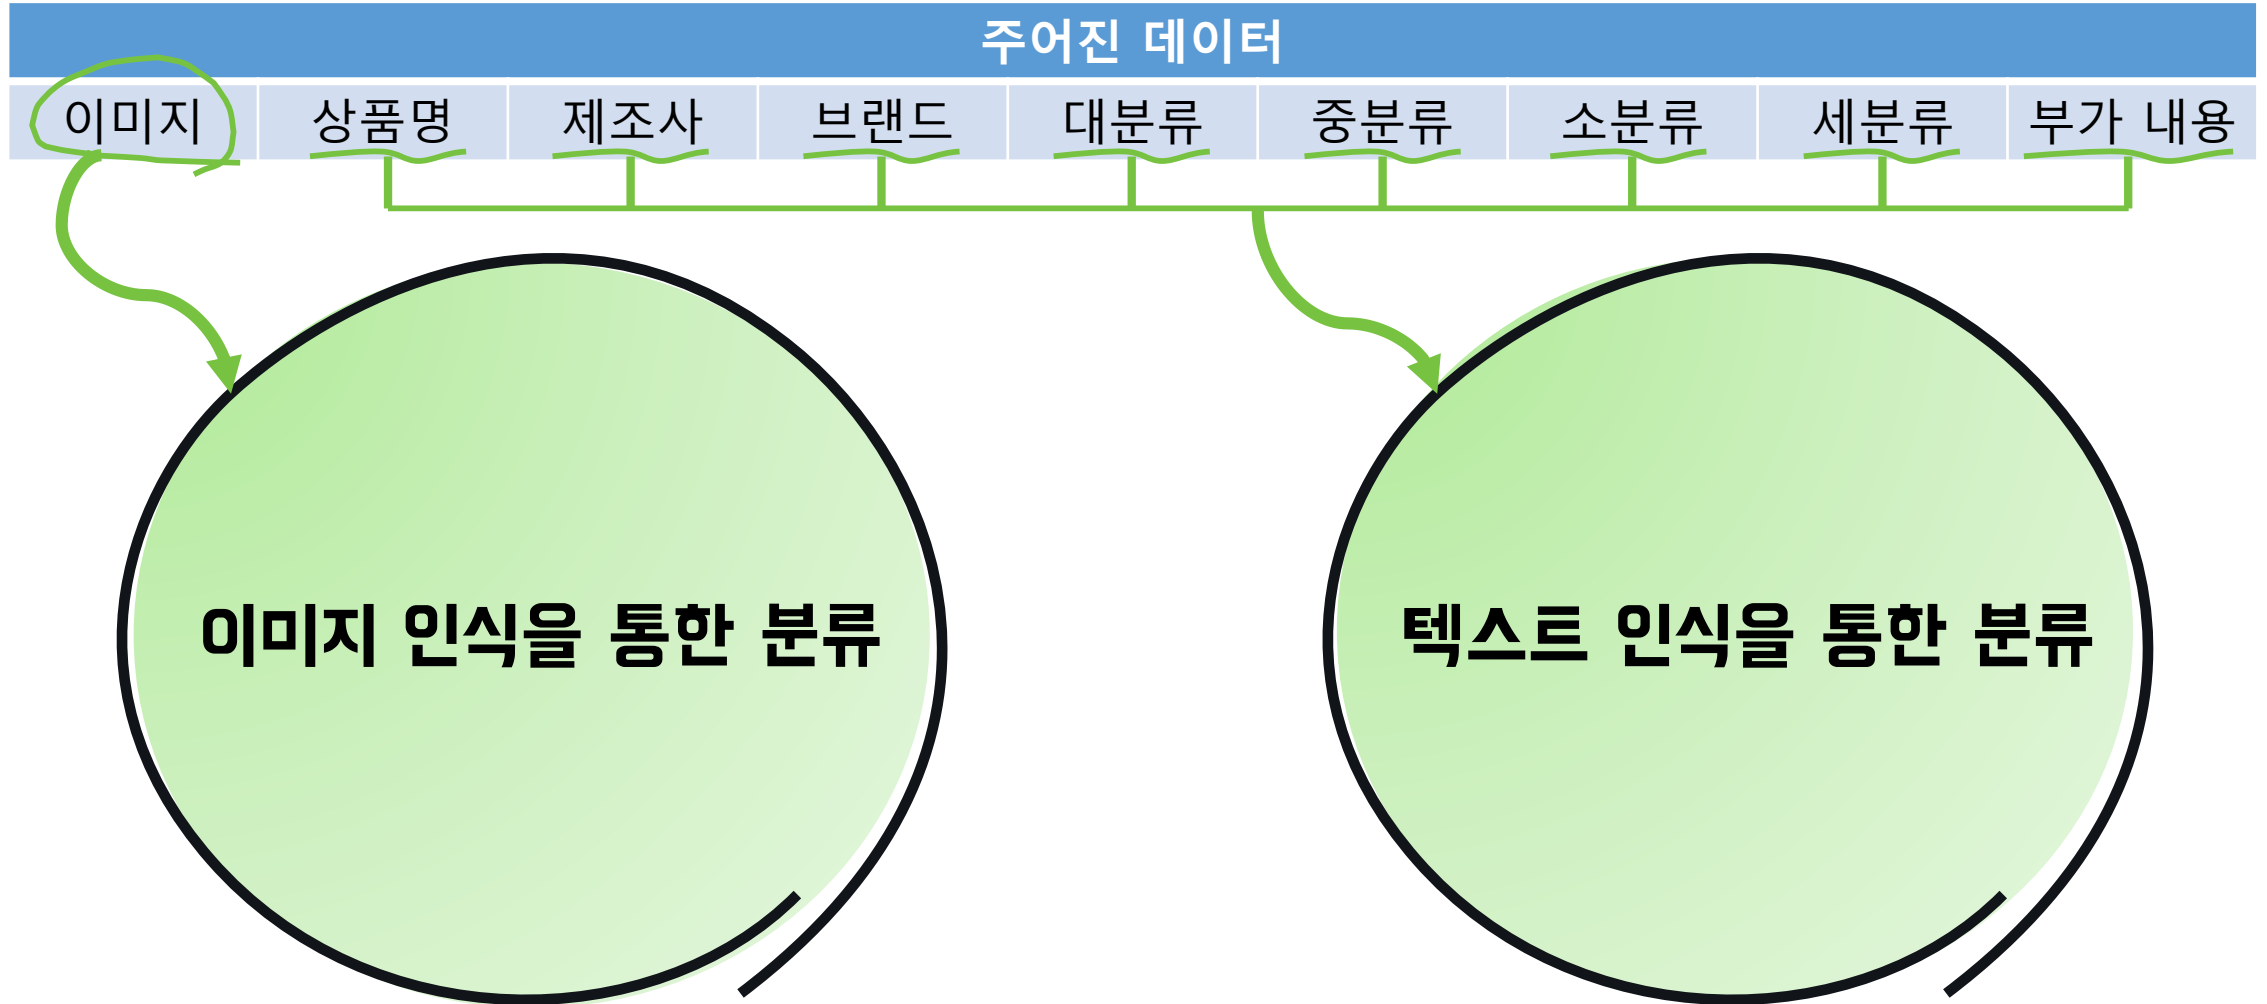 주어진 데이터
이미지 상품명 제조사 브랜드 대분류 중분류 소분류 세분류 부가 내용
이미지 인식을 통한 분류
텍스트 인식을 통한 분류